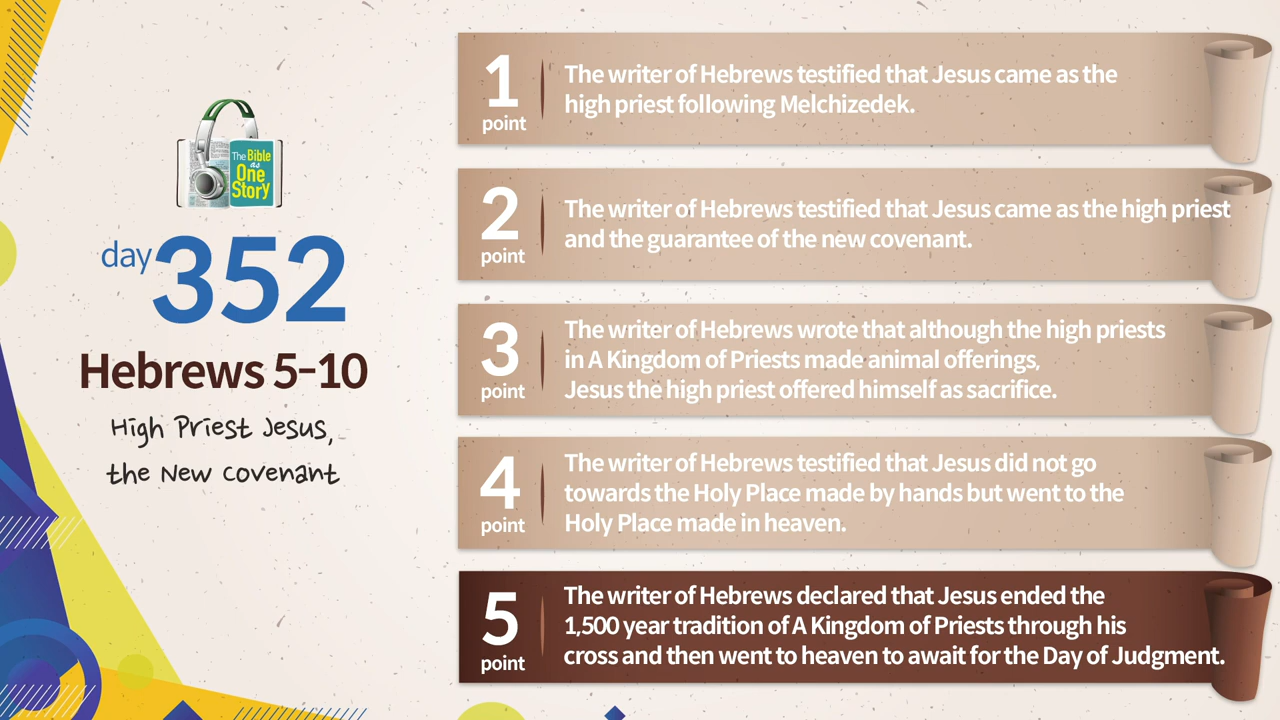 The Bible
as
One
Story
day 352
Hebrews 5-10
High Priest Jesus,
the New Covenant
1
point
The writer of Hebrews testified that Jesus came as the
high priest following Melchizedek.
2
point
The writer of Hebrews testified that Jesus came as the high priest
and the guarantee of the new covenant.
3
point
The writer of Hebrews wrote that although the high priests
in A Kingdom of Priests made animal offerings,
Jesus the high priest offered himself as sacrifice.
4
point
The writer of Hebrews testified that Jesus did not go
towards the Holy Place made by hands but went to the
Holy Place made in heaven.
5
point
The writer of Hebrews declared that Jesus ended the
1,500 year tradition of A Kingdom of Priests through his
cross and then went to heaven to await for the Day of Judgment.